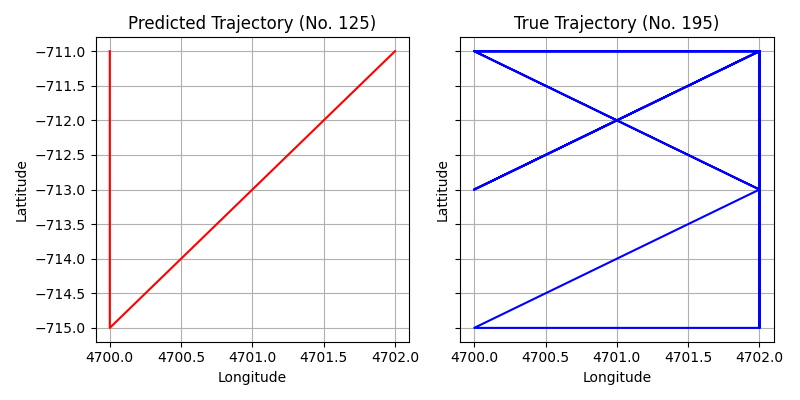 Predicted Trajectory (No. 125)
Lattitude
−711.0
−711.5
−712.0
−712.5
−713.0
−713.5
−714.0
−714.5
−715.0
4700.0 4700.5 4701.0 4701.5 4702.0
Longitude
True Trajectory (No. 195)
Lattitude
4700.0 4700.5 4701.0 4701.5 4702.0
Longitude